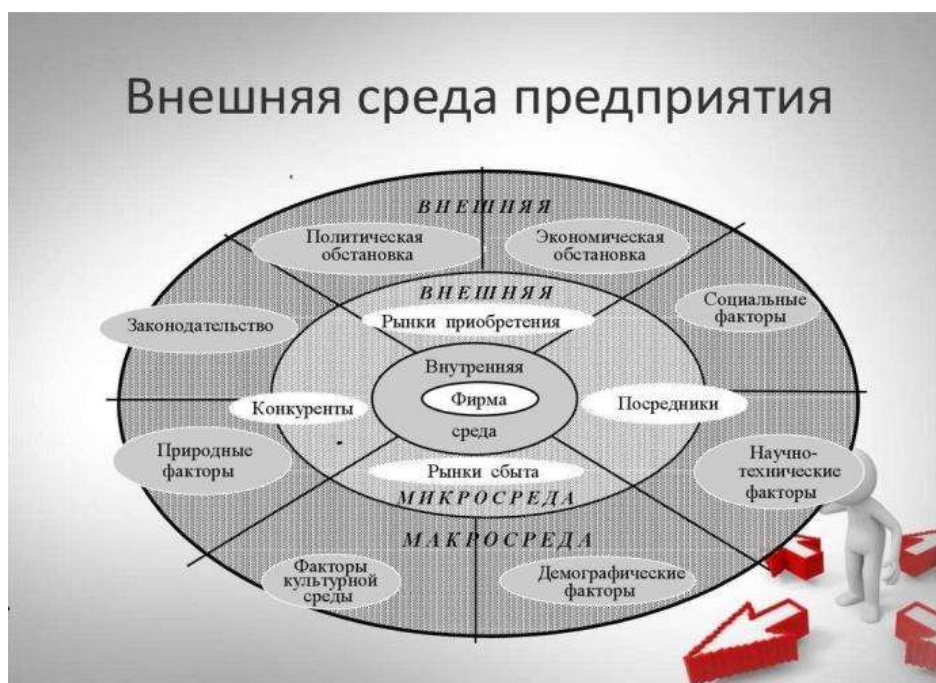 Внешняя среда предприятия
ВНЕШНЯЯ
Политическая
обстановка
Экономическая
обстановка
ВНЕШНЯЯ
Социальные
факторы
Рынки приобретения
Законодательство
Внутренняя
Фирма
среда
Конкуренты
Посредники
Природные
факторы
Рынки сбыта
Научно-
технические
факторы
МИКРОСРЕДА
МАКРОСРЕДА
Факторы
культурной
среды
Демографические
факторы